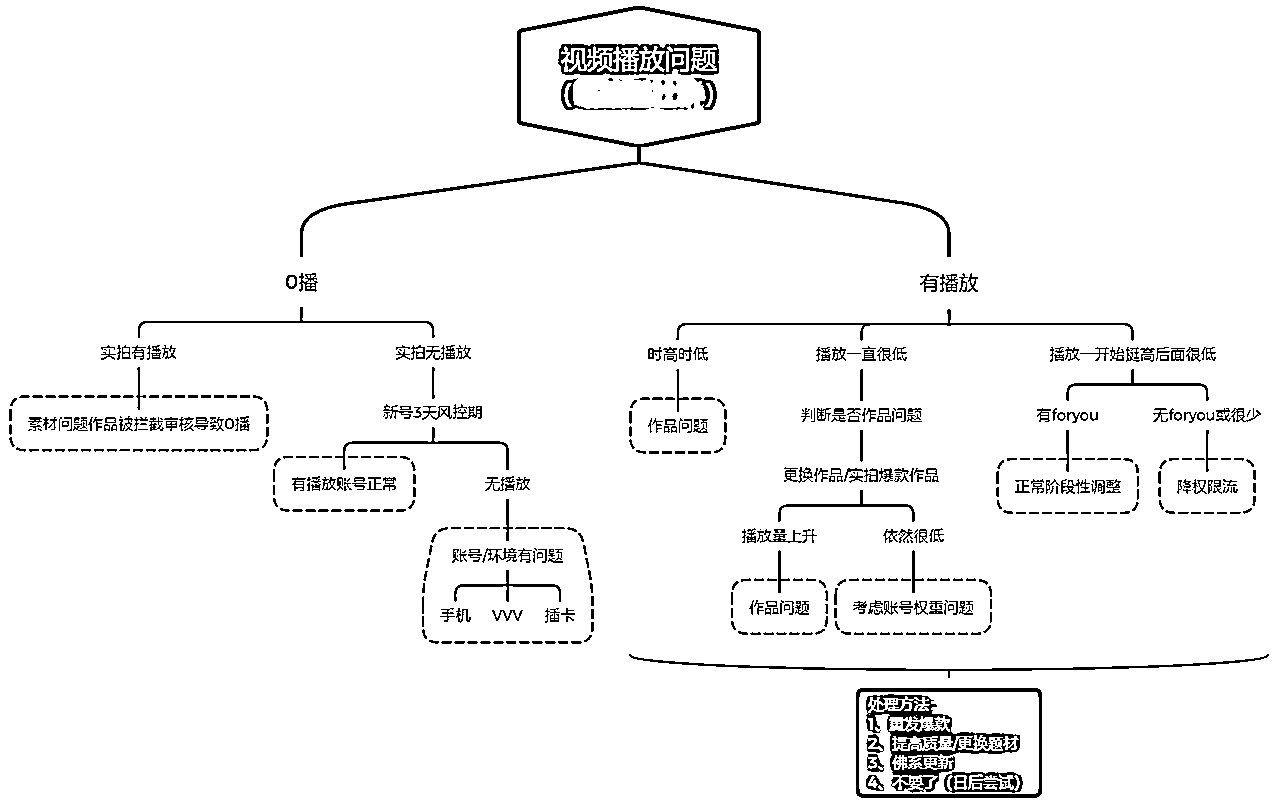 视频播放问题
0播
有播放
实拍有播放
实拍无播放
时高时低
播放一直很低
播放一开始挺高后面很低
素材问题作品被拦截审核导致0播
新号3天风控期
作品问题
判断是否作品问题
有foryou
无foryou或很少
有播放账号正常
无播放
更换作品/实拍爆款作品
正常阶段性调整
降权限流
账号/环境有问题
播放量上升
依然很低
手机
VVV
插卡
作品问题
考虑账号权重问题
处理方法
1、重发爆款
2、提高质量/更换题材
3、佛系更新
4、不要了（日后尝试）